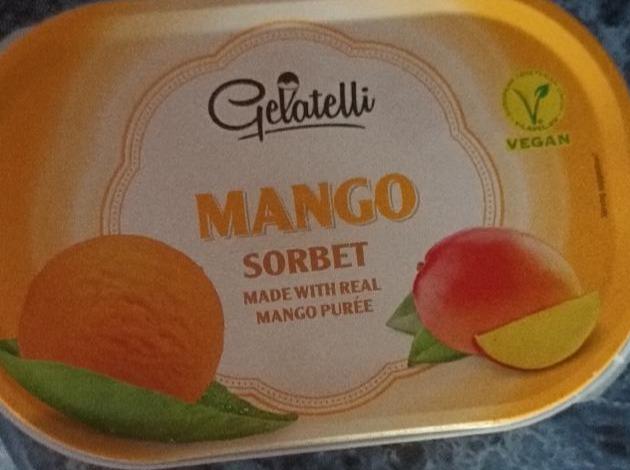 Gelatelli
VEGAN
MANGO
SORBET
MADE WITH REAL
MANGO PURÉE